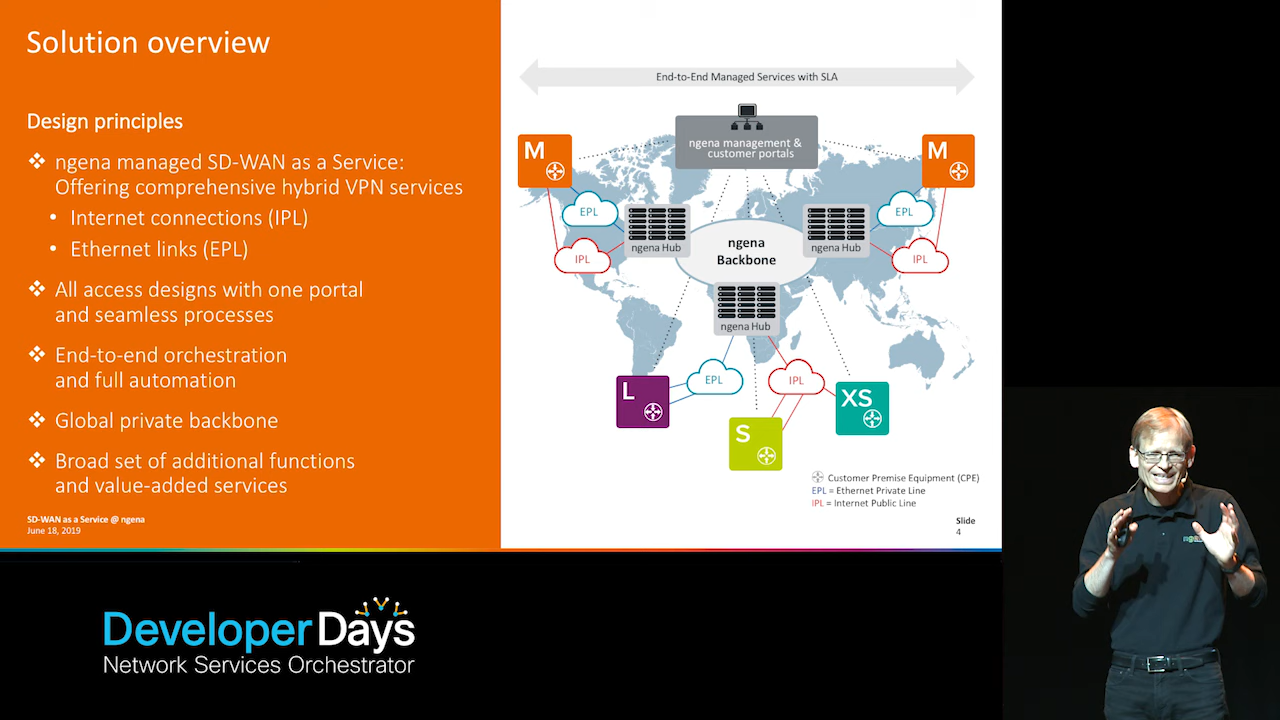 Solution overview
Design principles
❖ ngena managed SD-WAN as a Service:
Offering comprehensive hybrid VPN services
• Internet connections (IPL)
• Ethernet links (EPL)
❖ All access designs with one portal
and seamless processes
❖ End-to-end orchestration
and full automation
❖ Global private backbone
❖ Broad set of additional functions
and value-added services
SD-WAN as a Service @ ngena
June 18, 2019
End-to-End Managed Services with SLA
ngena management &
customer portals
M
M
EPL
EPL
ngena Hub
ngena Hub
IPL
IPL
ngena
Backbone
ngena Hub
L
EPL
IPL
XS
S
Customer Premise Equipment (CPE)
EPL = Ethernet Private Line
IPL = Internet Public Line
Slide
4
DeveloperDays
Network Services Orchestrator